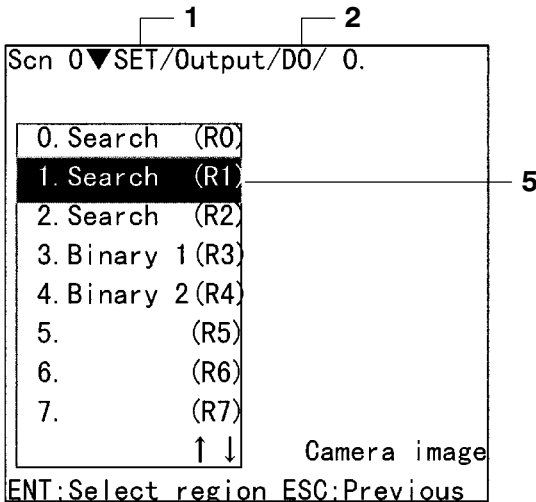 1 2
Scn 0▼SET/Output/DO/ 0.
0. Search (R0)
1. Search (R1) 5
2. Search (R2)
3. Binary 1 (R3)
4. Binary 2 (R4)
5. (R5)
6. (R6)
7. (R7)
↑ ↓
Camera image
ENT:Select region ESC:Previous